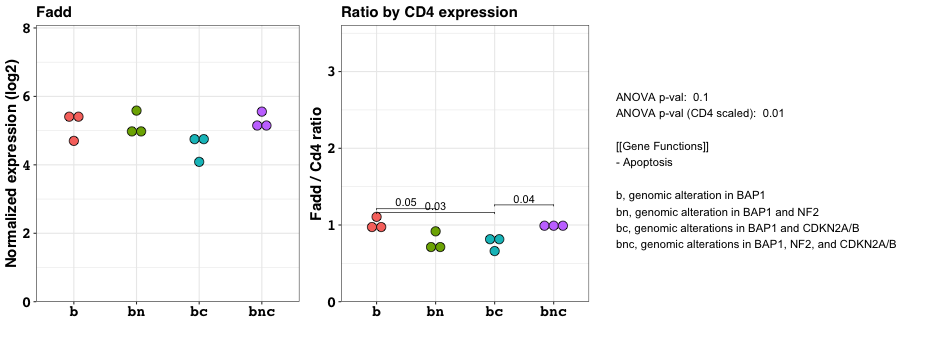 Fadd
Normalized expression (log2)
8
6
4
2
0
b
bn
bc
bnc
Ratio by CD4 expression
Fadd / Cd4 ratio
3
2
1
0
0.05
0.03
0.04
b
bn
bc
bnc
ANOVA p-val: 0.1
ANOVA p-val (CD4 scaled): 0.01
[[Gene Functions]]
- Apoptosis
b, genomic alteration in BAP1
bn, genomic alteration in BAP1 and NF2
bc, genomic alterations in BAP1 and CDKN2A/B
bnc, genomic alterations in BAP1, NF2, and CDKN2A/B